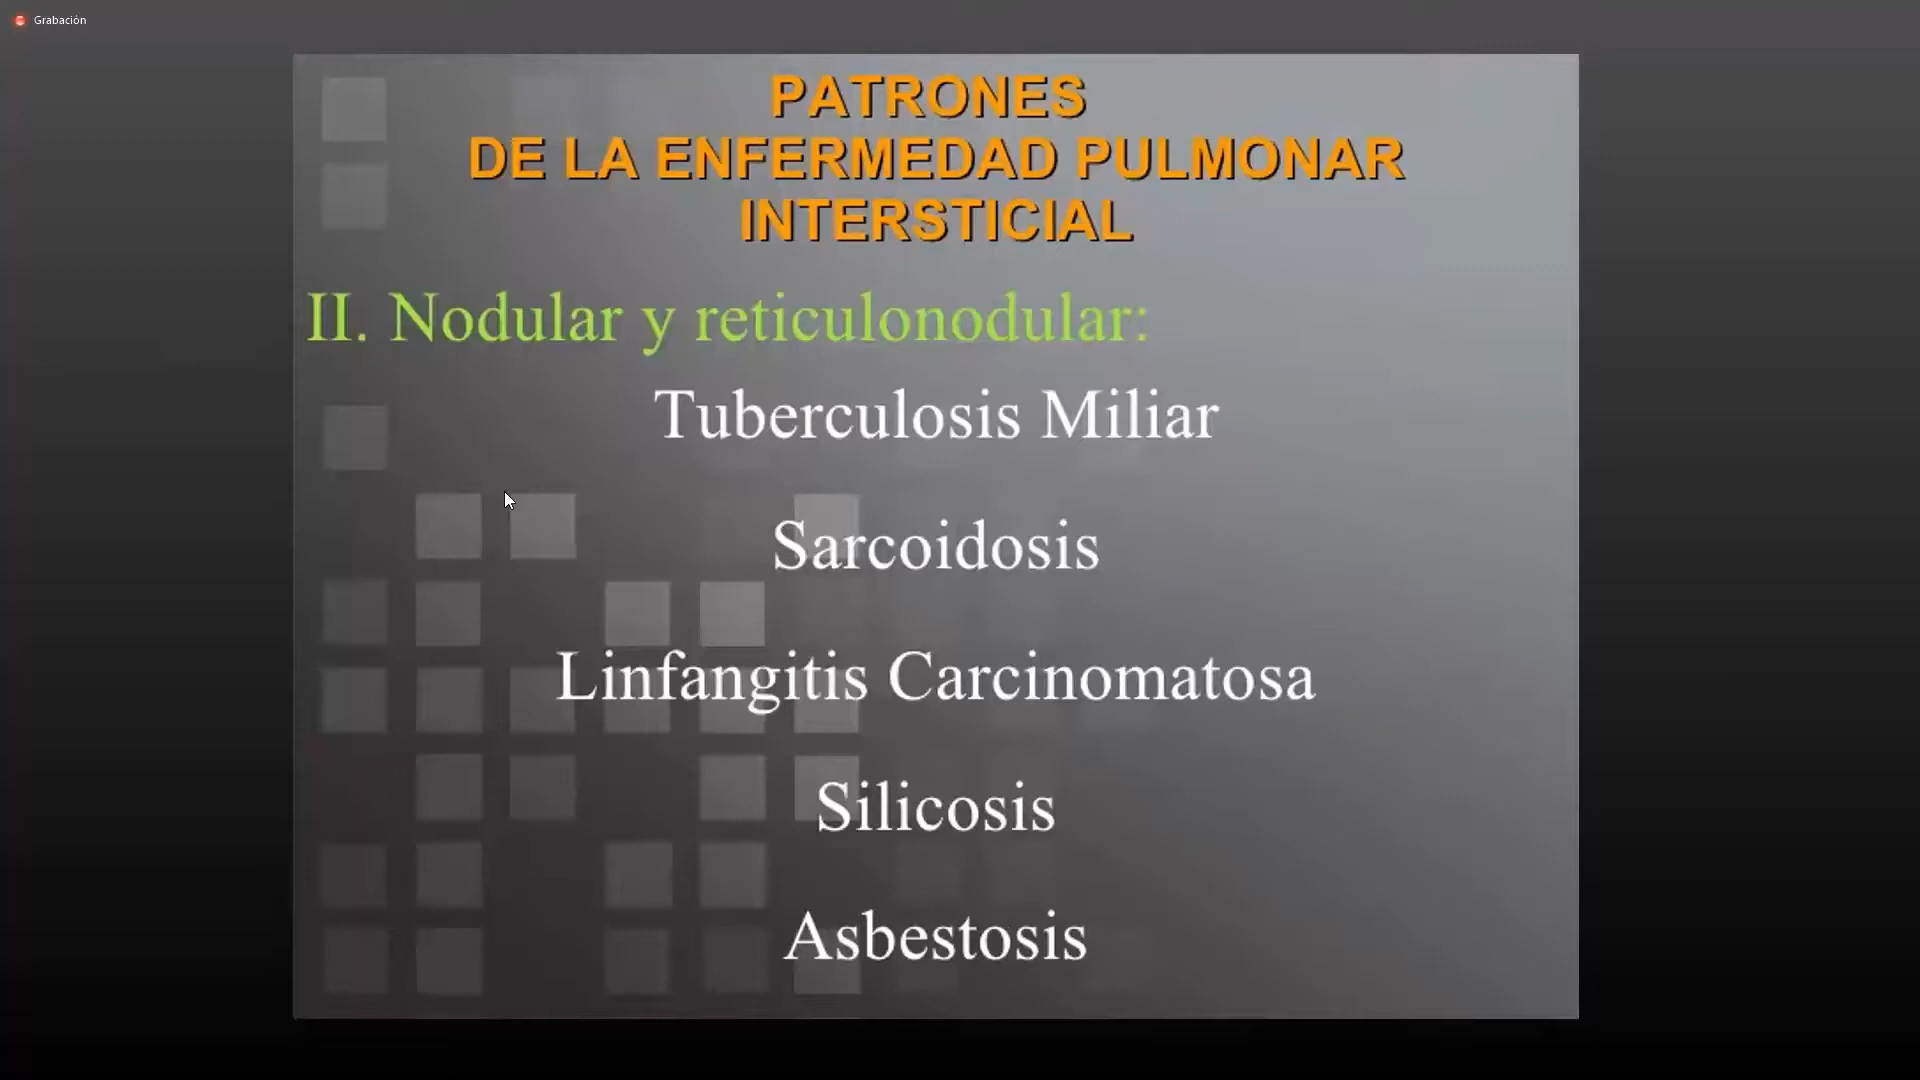 Grabación
PATRONES
DE LA ENFERMEDAD PULMONAR
INTERSTICIAL
II. Nodular y reticulonodular:
Tuberculosis Miliar
Sarcoidosis
Linfangitis Carcinomatosa
Silicosis
Asbestosis